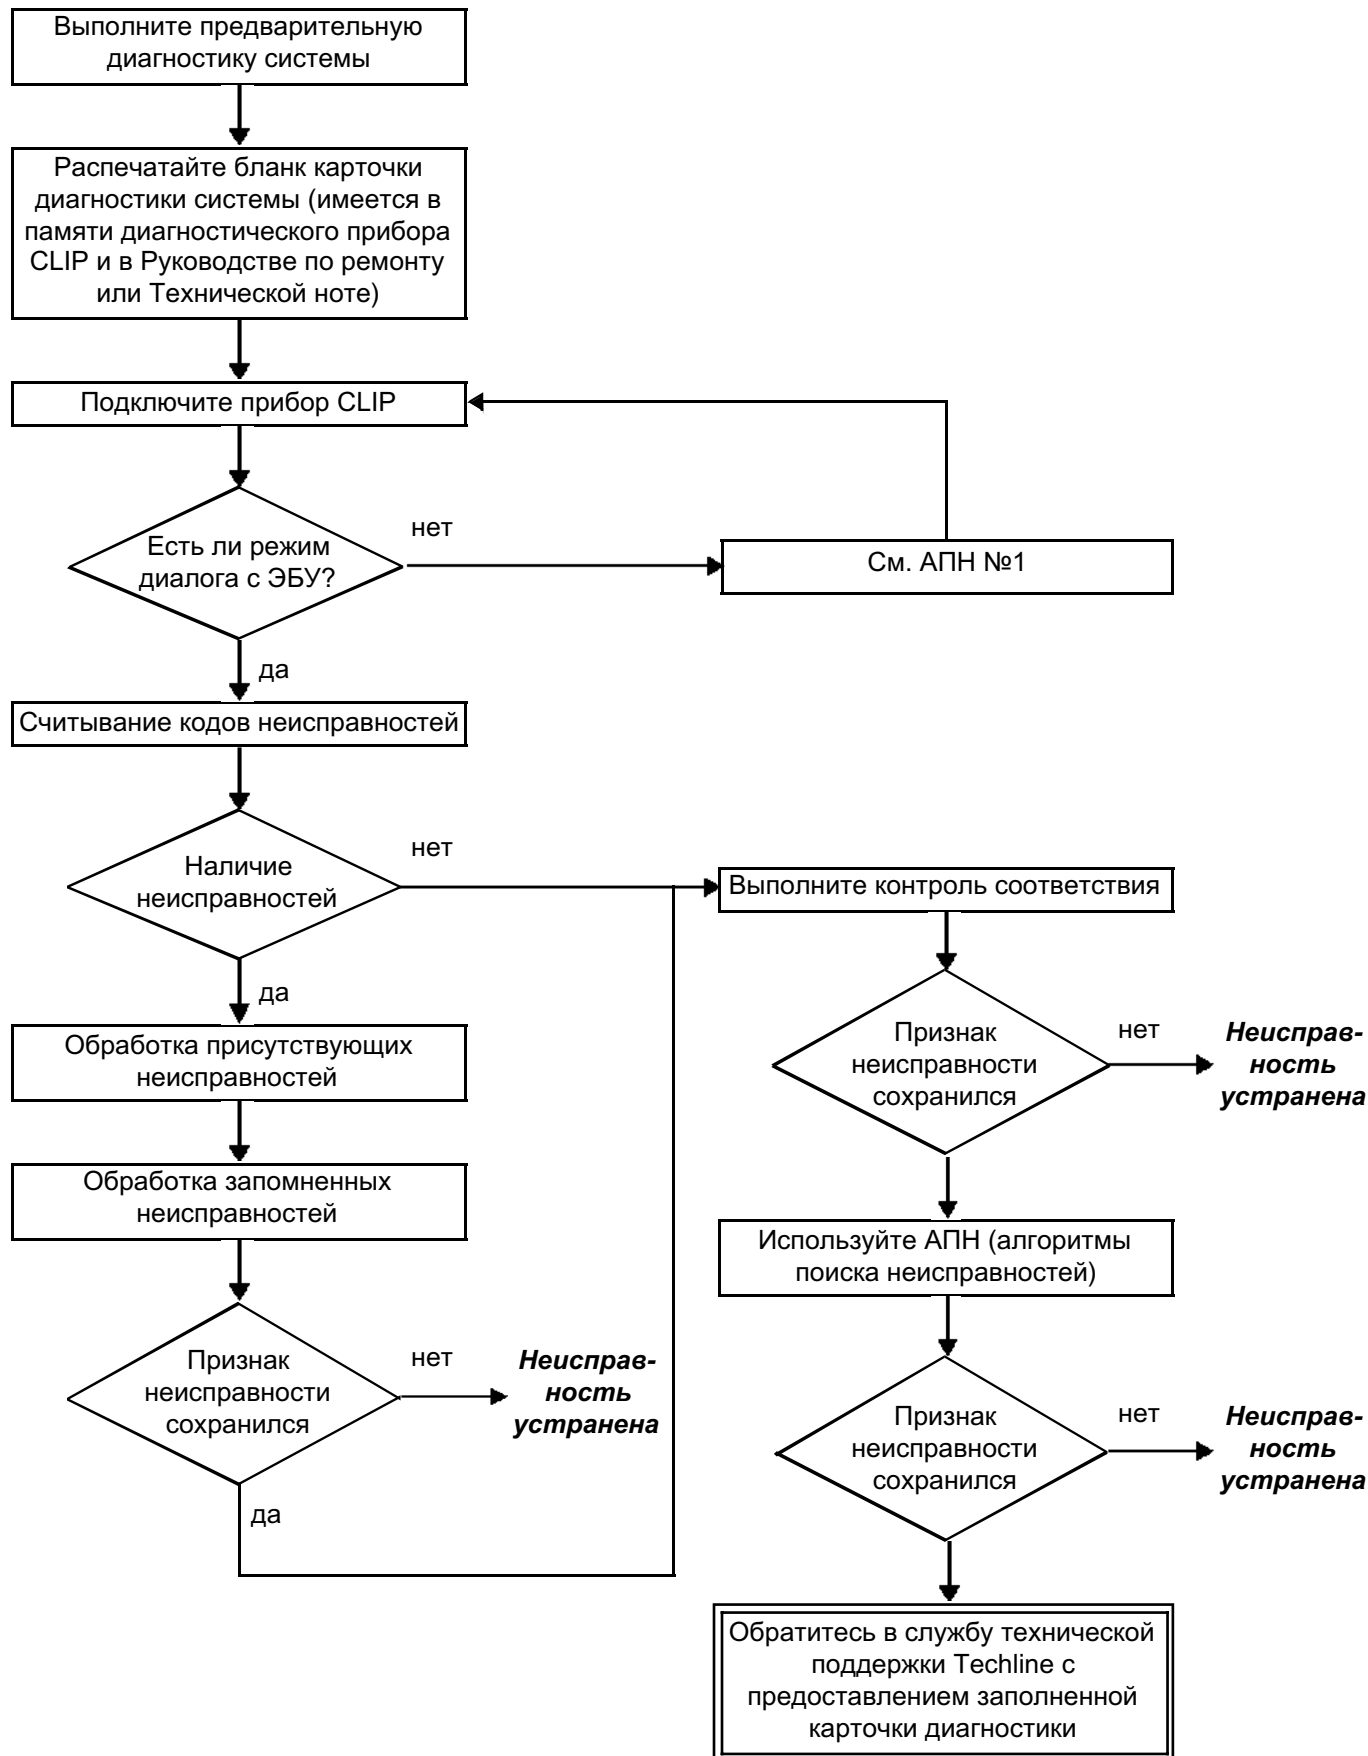 Выполните предварительную
диагностику системы
Распечатайте бланк карточки
диагностики системы (имеется в
памяти диагностического прибора
CLIP и в Руководстве по ремонту
или Технической ноте)
Подключите прибор CLIP
Есть ли режим
диалога с ЭБУ?
нет
См. АПН №1
да
Считывание кодов неисправностей
Наличие
неисправностей
нет
Выполните контроль соответствия
да
Обработка присутствующих
неисправностей
Обработка запомненных
неисправностей
Признак
неисправности
сохранился
нет
Неисправ-
ность
устранена
да
Признак
неисправности
сохранился
нет
Неисправ-
ность
устранена
Используйте АПН (алгоритмы
поиска неисправностей)
Признак
неисправности
сохранился
нет
Неисправ-
ность
устранена
Обратитесь в службу технической
поддержки Techline с
предоставлением заполненной
карточки диагностики